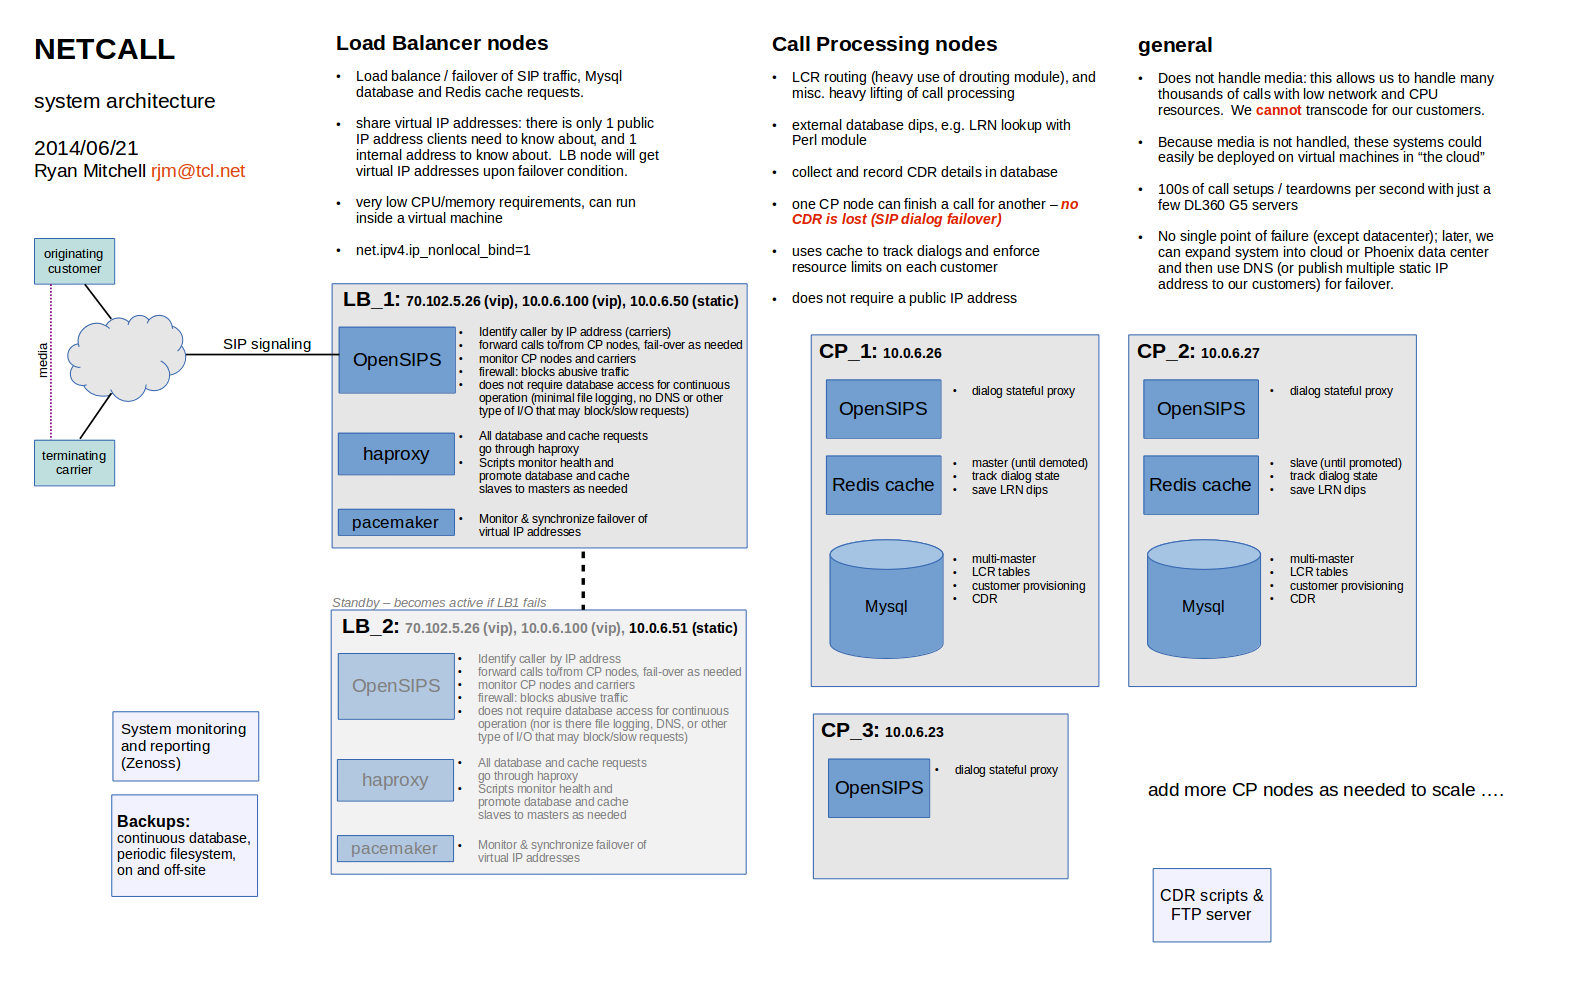 NETCALL
system architecture
2014/06/21
Ryan Mitchell rjm@tcl.net
originating
customer
media
terminating
carrier
SIP signaling
System monitoring
and reporting
(Zenoss)
Backups:
continuous database,
periodic filesystem,
on and off-site
Load Balancer nodes
• Load balance / failover of SIP traffic, Mysql
database and Redis cache requests.
• share virtual IP addresses: there is only 1 public
IP address clients need to know about, and 1
internal address to know about.  LB node will get
virtual IP addresses upon failover condition.
• very low CPU/memory requirements, can run
inside a virtual machine
• net.ipv4.ip_nonlocal_bind=1
LB_1: 70.102.5.26 (vip), 10.0.6.100 (vip), 10.0.6.50 (static)
OpenSIPS
• Identify caller by IP address (carriers)
• forward calls to/from CP nodes, fail-over as needed
• monitor CP nodes and carriers
• firewall: blocks abusive traffic
• does not require database access for continuous
operation (minimal file logging, no DNS or other
type of I/O that may block/slow requests)
haproxy
• All database and cache requests
go through haproxy
• Scripts monitor health and
promote database and cache
slaves to masters as needed
pacemaker
• Monitor & synchronize failover of
virtual IP addresses
Standby – becomes active if LB1 fails
LB_2: 70.102.5.26 (vip), 10.0.6.100 (vip), 10.0.6.51 (static)
OpenSIPS
• Identify caller by IP address
• forward calls to/from CP nodes, fail-over as needed
• monitor CP nodes and carriers
• firewall: blocks abusive traffic
• does not require database access for continuous
operation (nor is there file logging, DNS, or other
type of I/O that may block/slow requests)
haproxy
• All database and cache requests
go through haproxy
• Scripts monitor health and
promote database and cache
slaves to masters as needed
pacemaker
• Monitor & synchronize failover of
virtual IP addresses
Call Processing nodes
• LCR routing (heavy use of drouting module), and
misc. heavy lifting of call processing
• external database dips, e.g. LRN lookup with
Perl module
• collect and record CDR details in database
• one CP node can finish a call for another – no
CDR is lost (SIP dialog failover)
• uses cache to track dialogs and enforce
resource limits on each customer
• does not require a public IP address
CP_1: 10.0.6.26
OpenSIPS
• dialog stateful proxy
Redis cache
• master (until demoted)
• track dialog state
• save LRN dips
Mysql
• multi-master
• LCR tables
• customer provisioning
• CDR
CP_3: 10.0.6.23
OpenSIPS
• dialog stateful proxy
general
• Does not handle media: this allows us to handle many
thousands of calls with low network and CPU
resources.  We cannot transcode for our customers.
• Because media is not handled, these systems could
easily be deployed on virtual machines in “the cloud”
• 100s of call setups / teardowns per second with just a
few DL360 G5 servers
• No single point of failure (except datacenter); later, we
can expand system into cloud or Phoenix data center
and then use DNS (or publish multiple static IP
address to our customers) for failover.
CP_2: 10.0.6.27
OpenSIPS
• dialog stateful proxy
Redis cache
• slave (until promoted)
• track dialog state
• save LRN dips
Mysql
• multi-master
• LCR tables
• customer provisioning
• CDR
add more CP nodes as needed to scale ....
CDR scripts &
FTP server